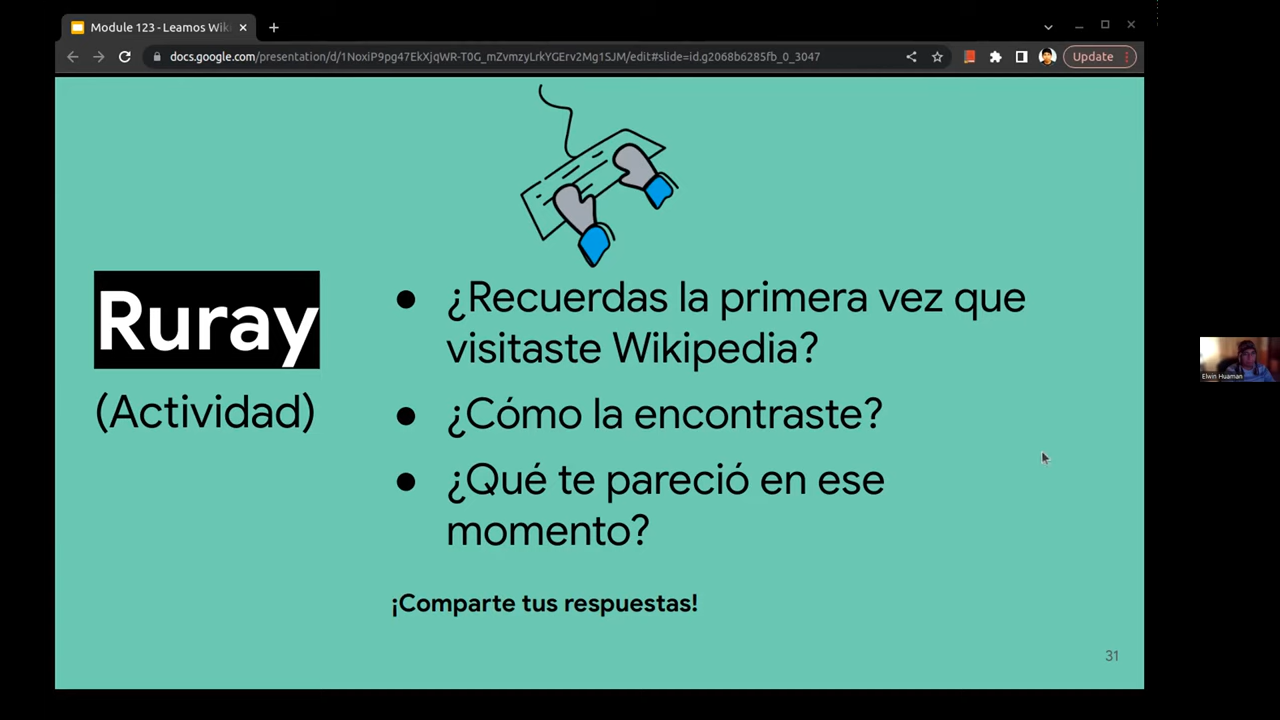 Module 123 - Leamos Wiki
docs.google.com/presentation/d/1NoxiP9pg47EkXjqWR-T0G_mZvmzyLrkYGErv2Mg1SJM/edit#slide=id.g2068b6285fb_0_3047
Update
Ruray
(Actividad)
● ¿Recuerdas la primera vez que
visitaste Wikipedia?
● ¿Cómo la encontraste?
● ¿Qué te pareció en ese
momento?
¡Comparte tus respuestas!
31
Elwin Huaman